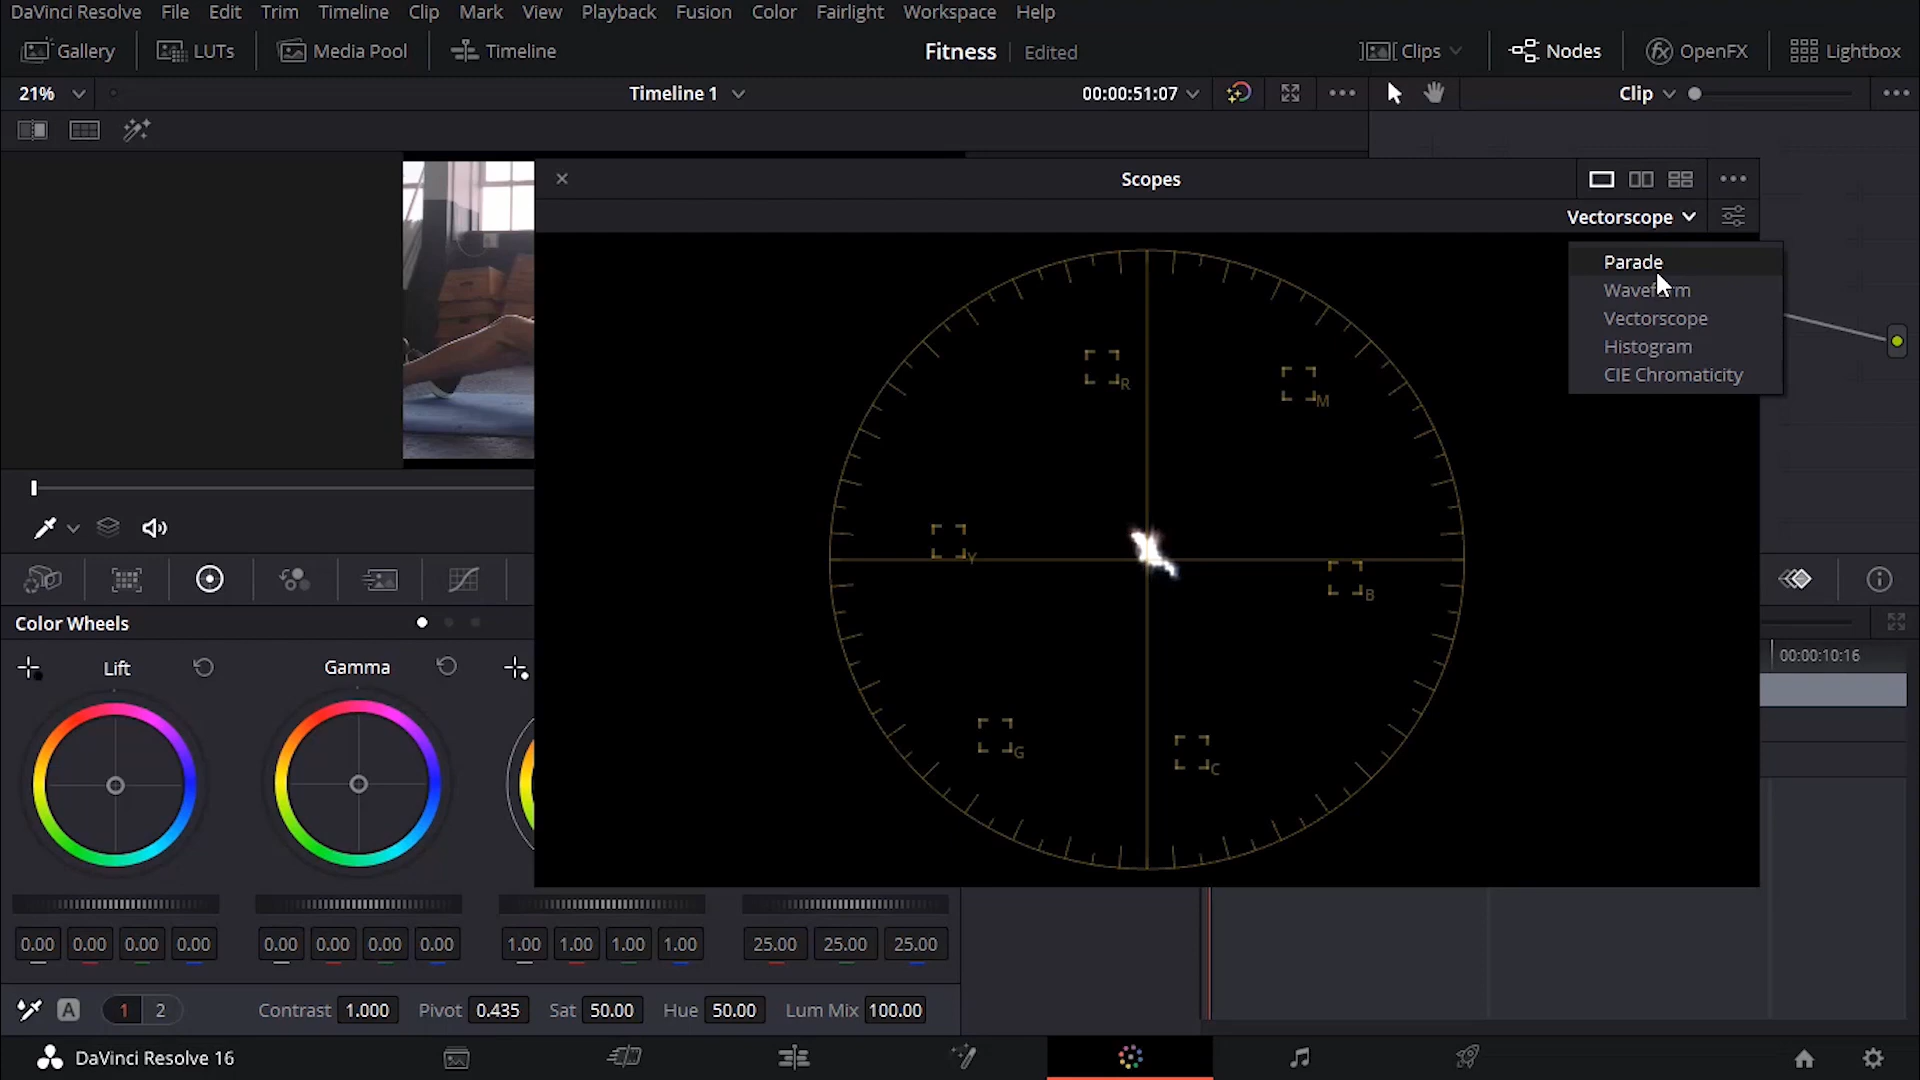 DaVinci Resolve File Edit Trim Timeline Clip Mark View Playback Fusion Color Fairlight Workspace Help
Gallery LUTs Media Pool Timeline Fitness Edited Clips Nodes OpenFX Lightbox
21% Timeline 1 00:00:51:07 Clip
Scopes
Vectorscope
Parade
Waveform
Vectorscope
Histogram
CIE Chromaticity
R
M
Y
B
G
C
Color Wheels
Lift Gamma
00:00:10:16
0.00 0.00 0.00 0.00 0.00 0.00 0.00 0.00 1.00 1.00 1.00 1.00 25.00 25.00 25.00
A 1 2 Contrast 1.000 Pivot 0.435 Sat 50.00 Hue 50.00 Lum Mix 100.00
DaVinci Resolve 16